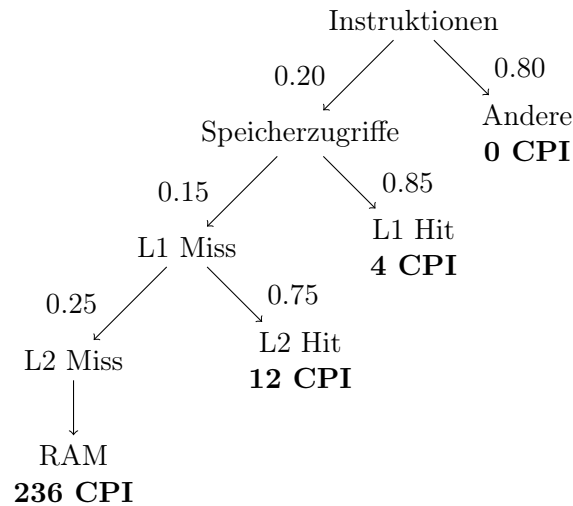 Instruktionen
0.20
0.80
Andere
0 CPI
Speicherzugriffe
0.15
0.85
L1 Hit
4 CPI
L1 Miss
0.25
0.75
L2 Hit
12 CPI
L2 Miss
RAM
236 CPI